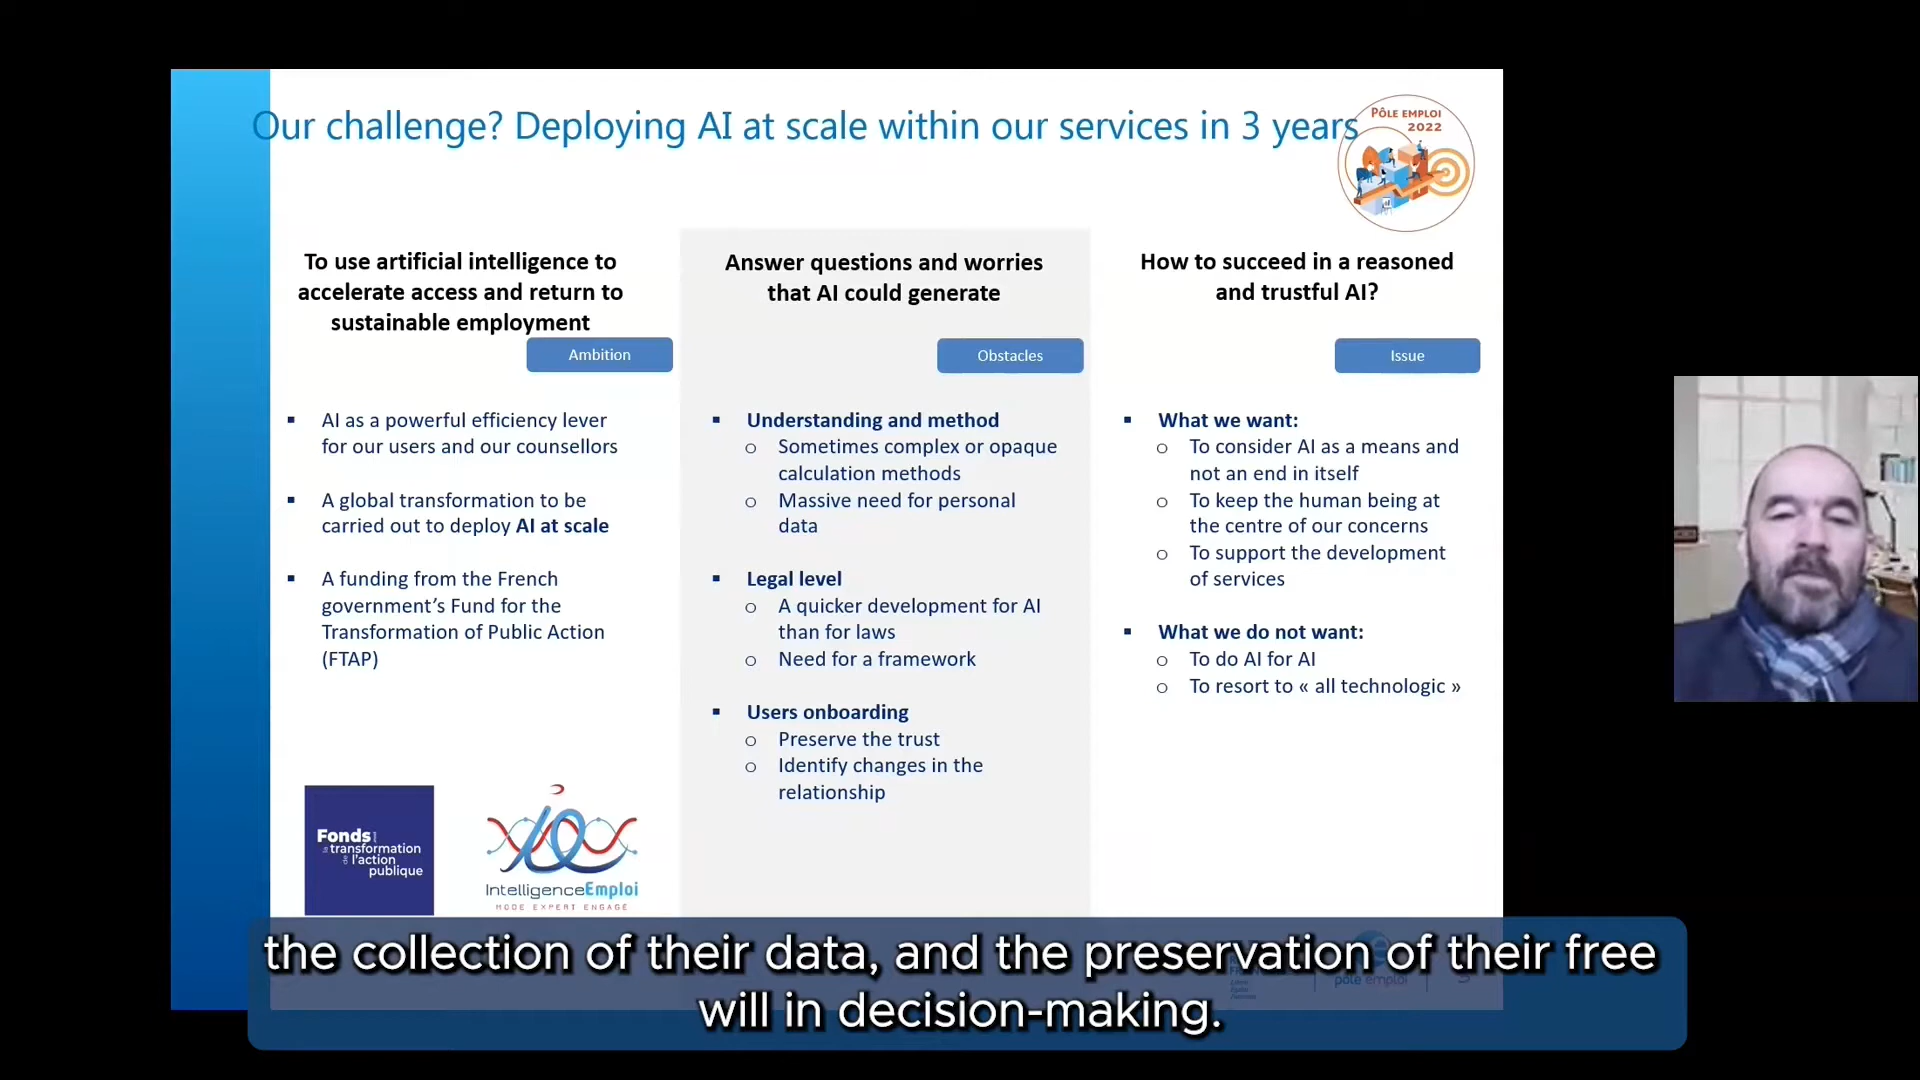 Our challenge? Deploying AI at scale within our services in 3 years
PÔLE EMPLOI
2022
To use artificial intelligence to
accelerate access and return to
sustainable employment
Ambition
▪ AI as a powerful efficiency lever
for our users and our counsellors
▪ A global transformation to be
carried out to deploy AI at scale
▪ A funding from the French
government’s Fund for the
Transformation of Public Action
(FTAP)
Fonds
transformation
de l'action
publique
IntelligenceEmploi
MODE EXPERT ENGAGÉ
Answer questions and worries
that AI could generate
Obstacles
▪ Understanding and method
o Sometimes complex or opaque
calculation methods
o Massive need for personal
data
▪ Legal level
o A quicker development for AI
than for laws
o Need for a framework
▪ Users onboarding
o Preserve the trust
o Identify changes in the
relationship
How to succeed in a reasoned
and trustful AI?
Issue
▪ What we want:
o To consider AI as a means and
not an end in itself
o To keep the human being at
the centre of our concerns
o To support the development
of services
▪ What we do not want:
o To do AI for AI
o To resort to « all technologic »
pôle emploi
the collection of their data, and the preservation of their free
will in decision-making.